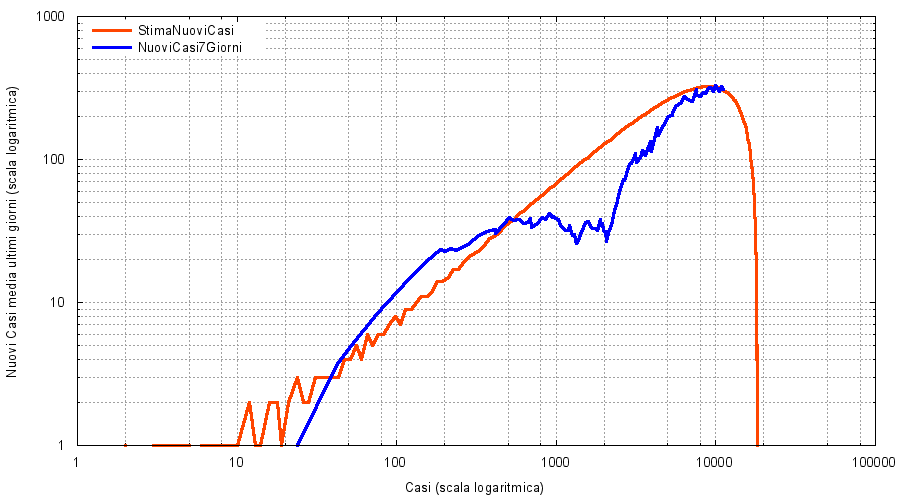 1000
StimaNuoviCasi
NuoviCasi7Giorni
100
10
1
Nuovi Casi media ultimi giorni (scala logaritmica)
1 10 100 1000 10000 100000
Casi (scala logaritmica)